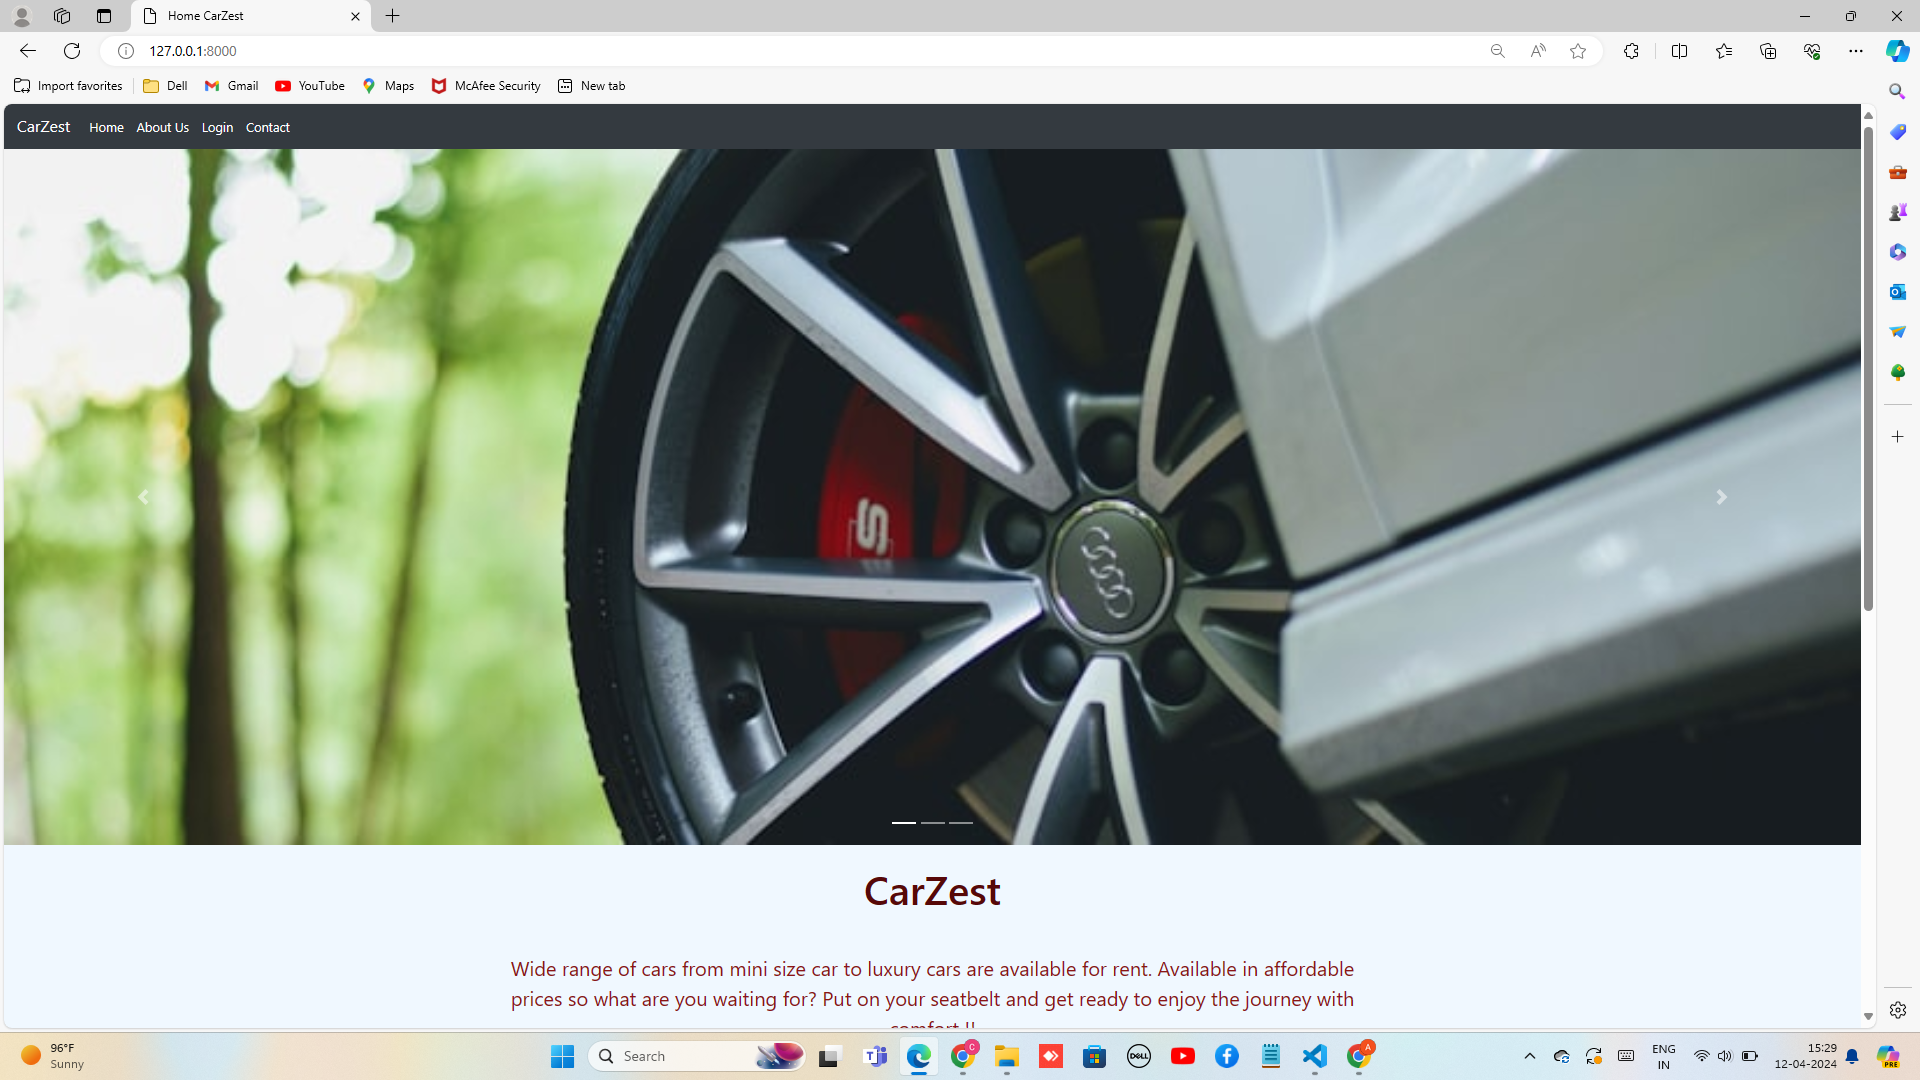 Home CarZest
127.0.0.1:8000
Import favorites Dell Gmail YouTube Maps McAfee Security New tab
CarZest Home About Us Login Contact
S
CarZest
Wide range of cars from mini size car to luxury cars are available for rent. Available in affordable
prices so what are you waiting for? Put on your seatbelt and get ready to enjoy the journey with
comfort !!
96°F
Sunny
Search
DELL
C
A
ENG
IN
15:29
12-04-2024
PRE